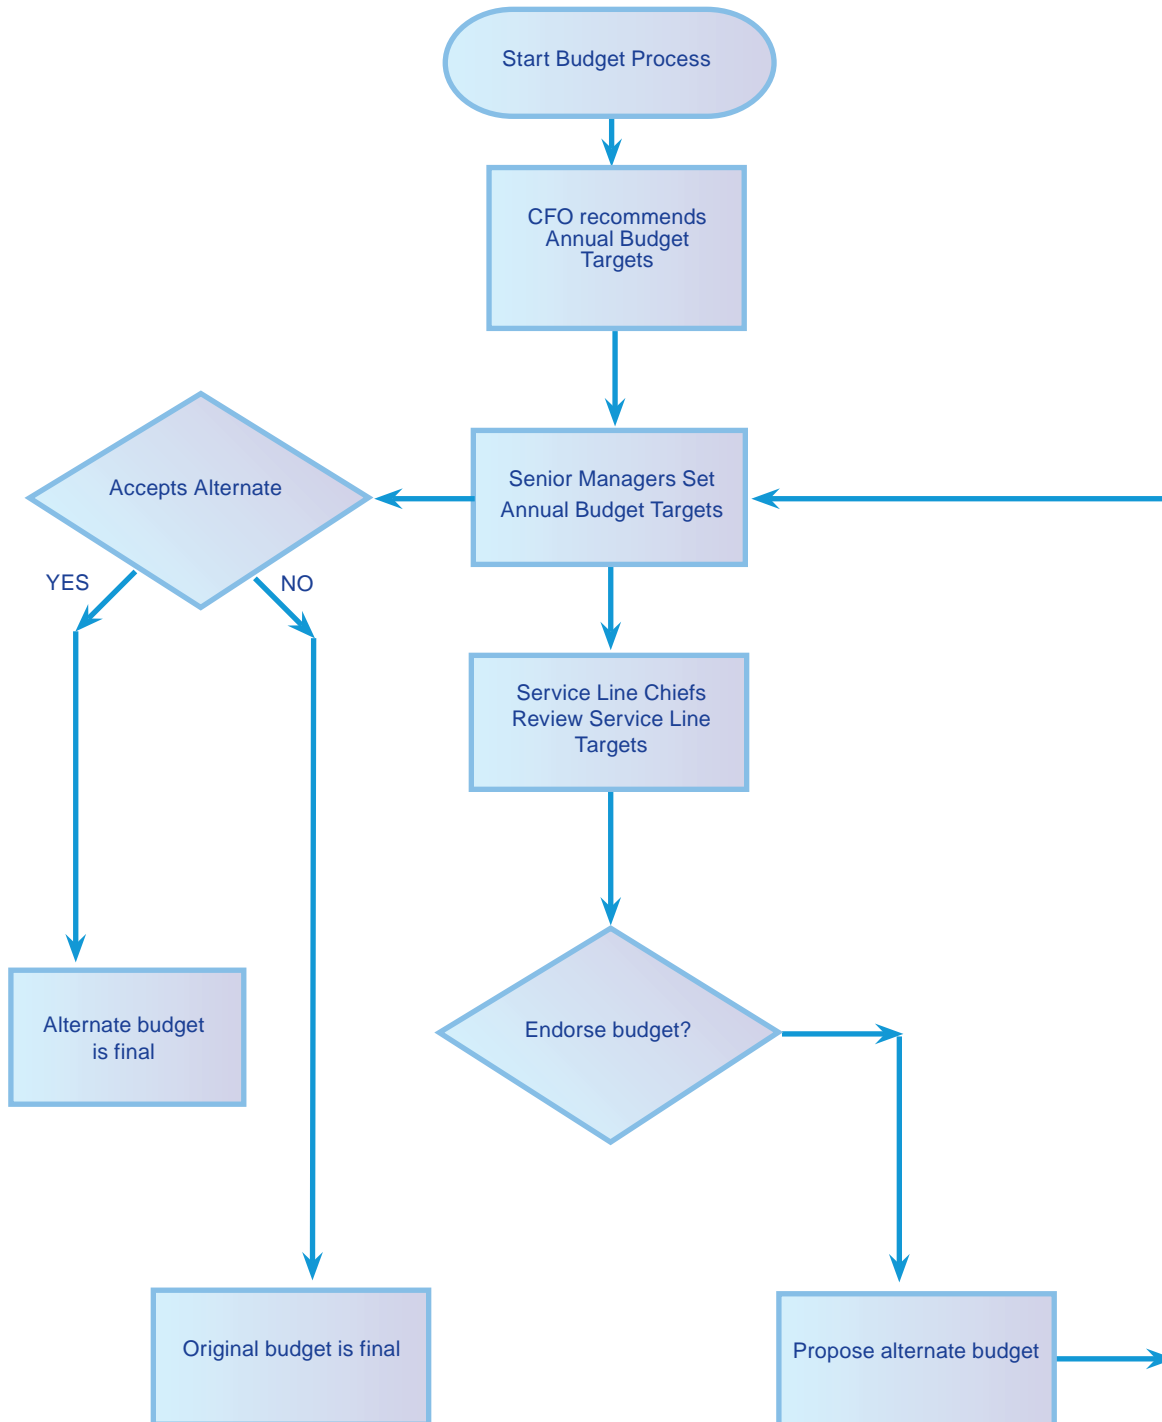 Start Budget Process
CFO recommends
Annual Budget
Targets
Accepts Alternate
Senior Managers Set
Annual Budget Targets
YES
NO
Service Line Chiefs
Review Service Line
Targets
Alternate budget
is final
Endorse budget?
Original budget is final
Propose alternate budget